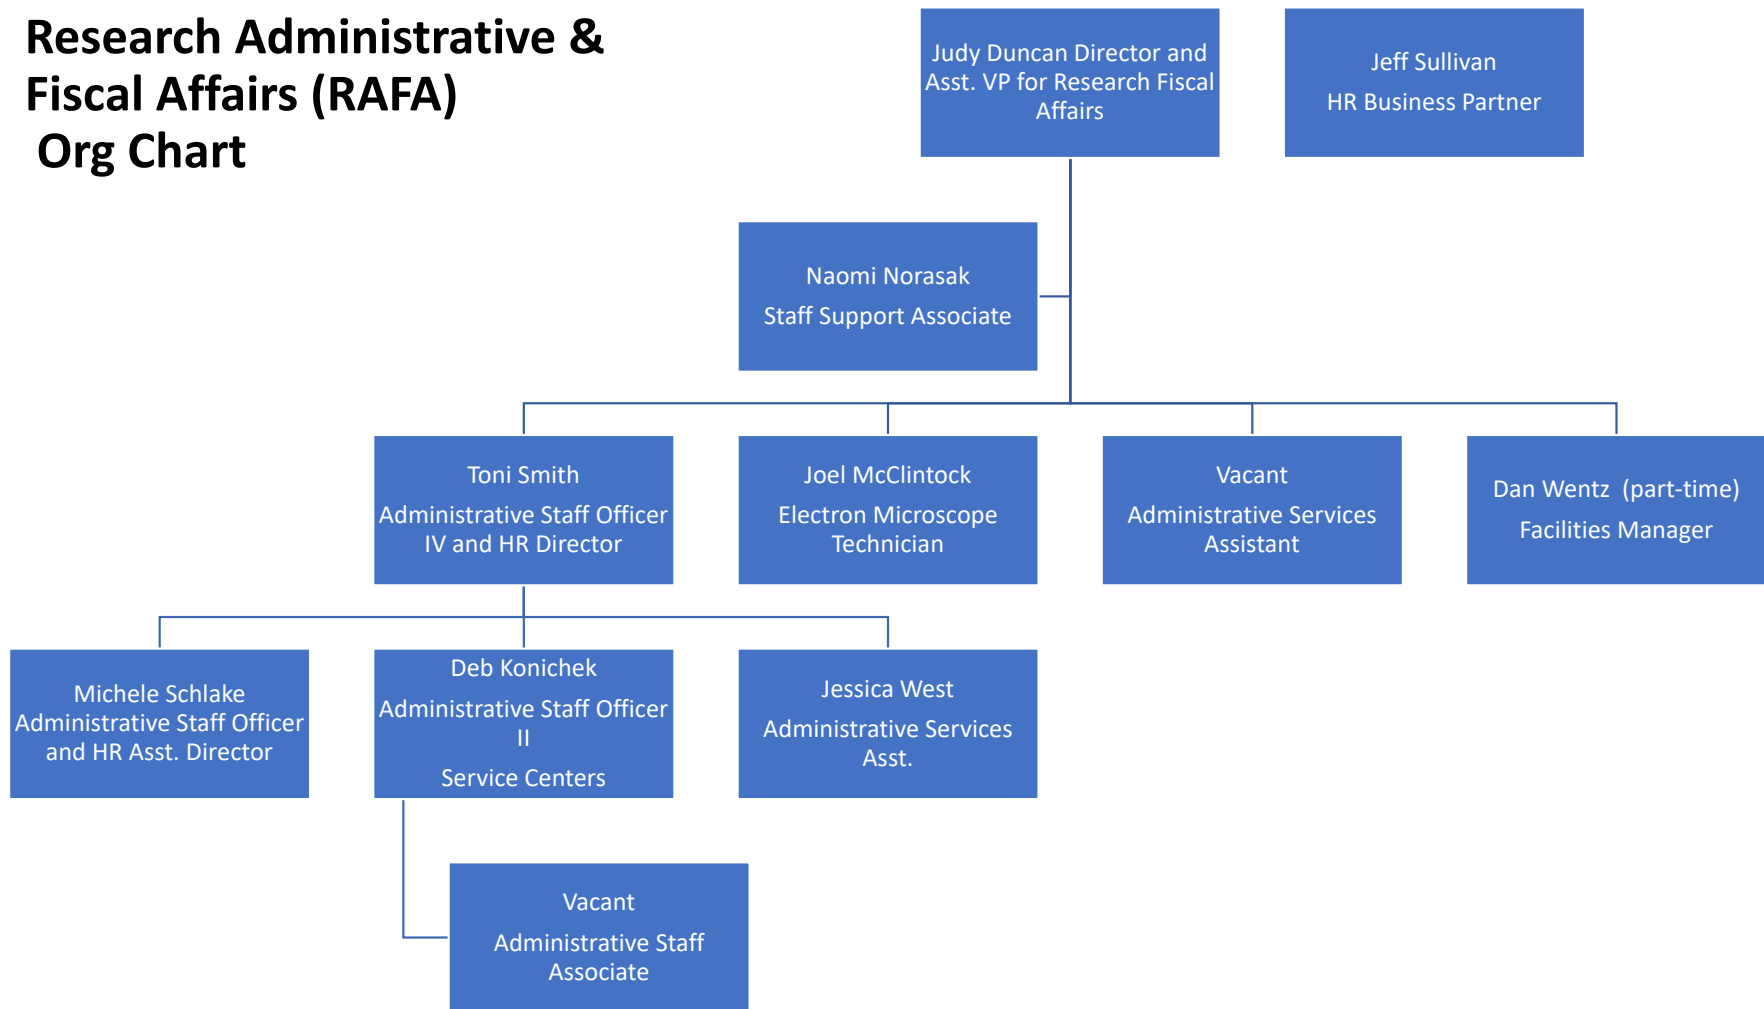 Research Administrative &
Fiscal Affairs (RAFA)
Org Chart
Judy Duncan Director and
Asst. VP for Research Fiscal
Affairs
Jeff Sullivan
HR Business Partner
Naomi Norasak
Staff Support Associate
Toni Smith
Administrative Staff Officer
IV and HR Director
Joel McClintock
Electron Microscope
Technician
Vacant
Administrative Services
Assistant
Dan Wentz  (part-time)
Facilities Manager
Michele Schlake
Administrative Staff Officer
and HR Asst. Director
Deb Konichek
Administrative Staff Officer
II
Service Centers
Jessica West
Administrative Services
Asst.
Vacant
Administrative Staff
Associate